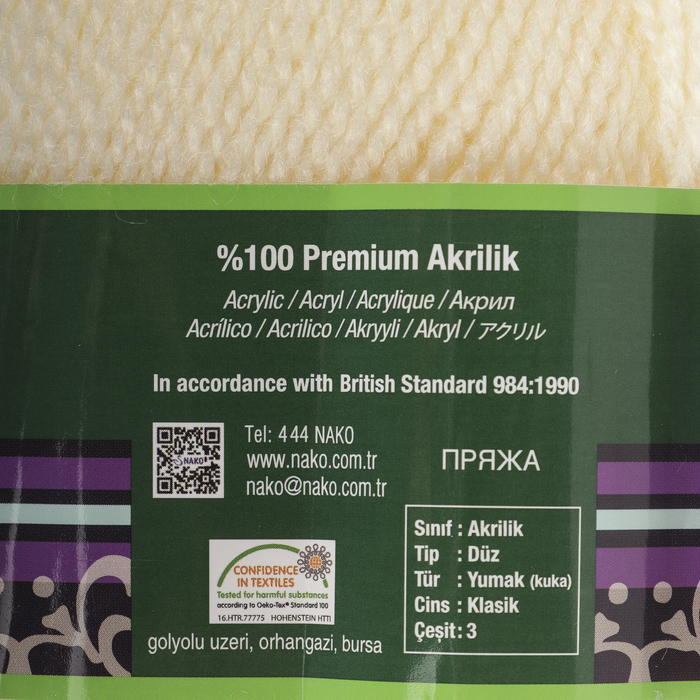 %100 Premium Akrilik
Acrylic / Acryl / Acrylique / Акрил
Acrílico / Acrilico / Akryyli / Akryl / アクリル
In accordance with British Standard 984:1990
NAKO
Tel: 444 NAKO
www.nako.com.tr
nako@nako.com.tr
ПРЯЖА
CONFIDENCE
IN TEXTILES
Tested for harmful substances
according to Oeko-Tex® Standard 100
16.HTR.77775 HOHENSTEIN HTTI
golyolu uzeri, orhangazi, bursa
Sınıf : Akrilik
Tip : Düz
Tür : Yumak (kuka)
Cins : Klasik
Çeşit: 3